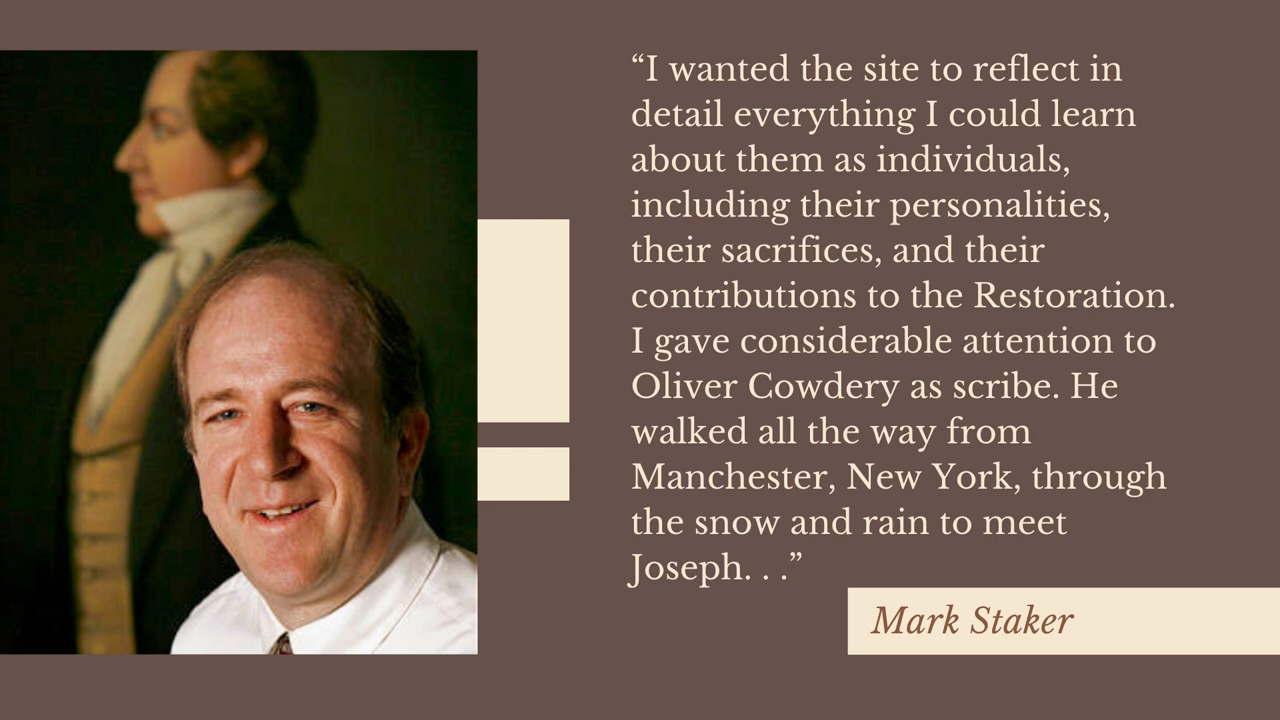 “I wanted the site to reflect in
detail everything I could learn
about them as individuals,
including their personalities,
their sacrifices, and their
contributions to the Restoration.
I gave considerable attention to
Oliver Cowdery as scribe. He
walked all the way from
Manchester, New York, through
the snow and rain to meet
Joseph. . .”
Mark Staker